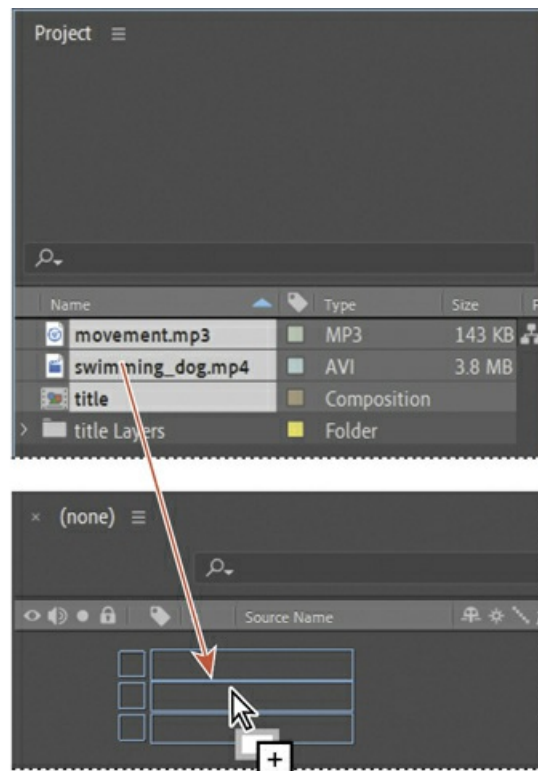 Project
Name Type Size
movement.mp3 MP3 143 KB
swimming_dog.mp4 AVI 3.8 MB
title Composition
title Layers Folder
× (none)
Source Name